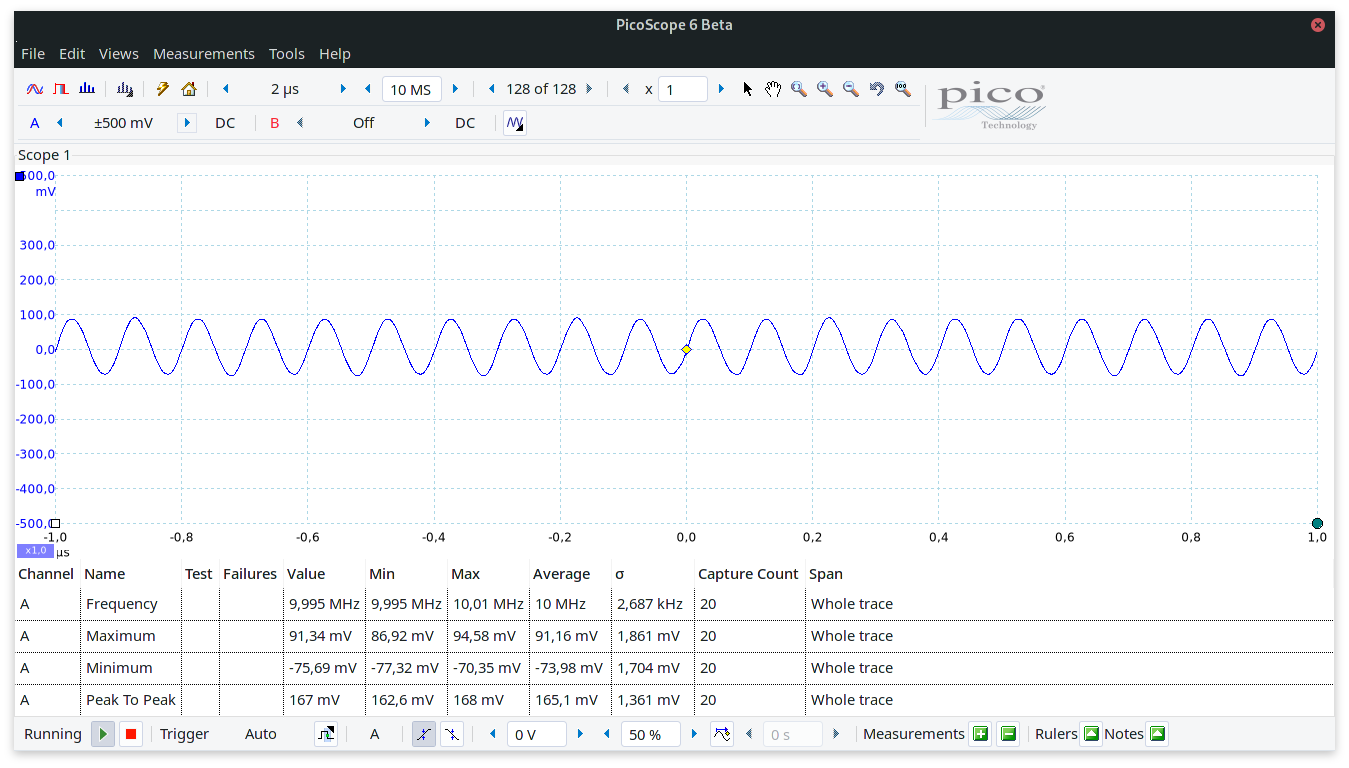 PicoScope 6 Beta
File Edit Views Measurements Tools Help
2 µs 10 MS 128 of 128 x 1
pico
Technology
A ±500 mV DC B Off DC
Scope 1
500,0
mV
300,0
200,0
100,0
0,0
-100,0
-200,0
-300,0
-400,0
-500,0
-1,0 -0,8 -0,6 -0,4 -0,2 0,0 0,2 0,4 0,6 0,8 1,0
x1,0 µs
Channel Name Test Failures Value Min Max Average σ Capture Count Span
A Frequency 9,995 MHz 9,995 MHz 10,01 MHz 10 MHz 2,687 kHz 20 Whole trace
A Maximum 91,34 mV 86,92 mV 94,58 mV 91,16 mV 1,861 mV 20 Whole trace
A Minimum -75,69 mV -77,32 mV -70,35 mV -73,98 mV 1,704 mV 20 Whole trace
A Peak To Peak 167 mV 162,6 mV 168 mV 165,1 mV 1,361 mV 20 Whole trace
Running Trigger Auto A 0 V 50 % 0 s Measurements Rulers Notes